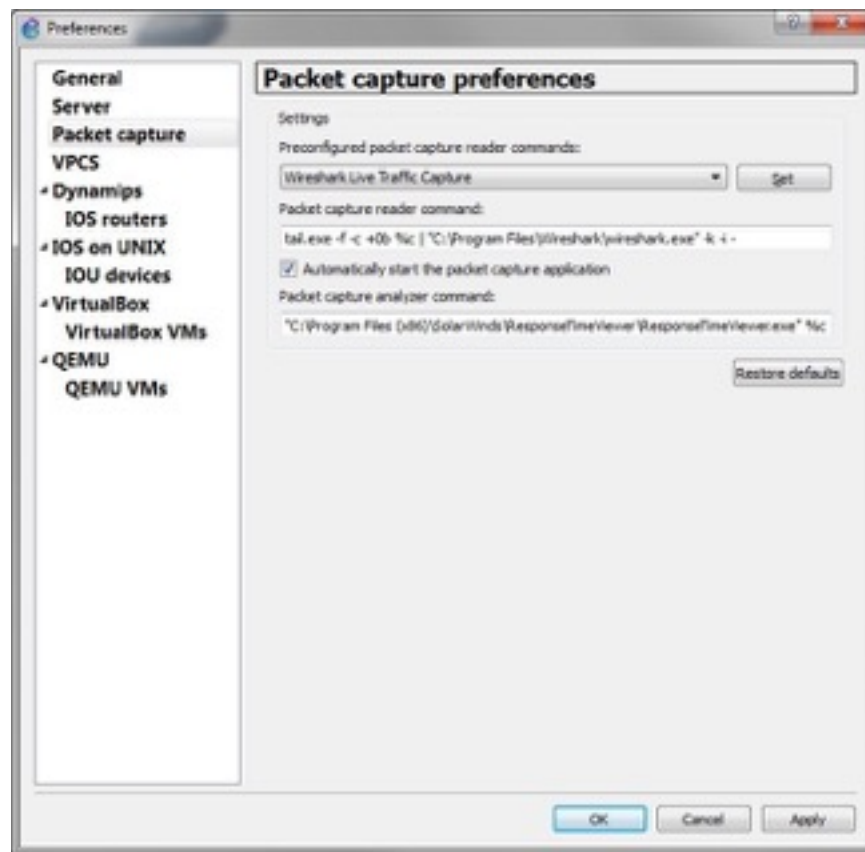 Preferences
General
Server
Packet capture
VPCS
Dynamips
IOS routers
IOS on UNIX
IOU devices
VirtualBox
VirtualBox VMs
QEMU
QEMU VMs
Packet capture preferences
Settings
Preconfigured packet capture reader commands:
Wireshark Live Traffic Capture
Set
Packet capture reader command:
tail.exe -f -c +0b %c | "C:\Program Files\Wireshark\wireshark.exe" -k -i -
Automatically start the packet capture application
Packet capture analyzer command:
"C:\Program Files (x86)\SolarWinds\ResponseTimeViewer\ResponseTimeViewer.exe" %c
Restore defaults
OK
Cancel
Apply